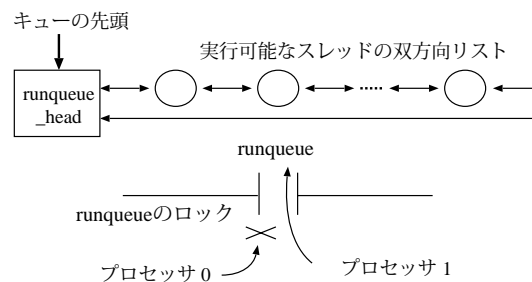 キューの先頭
実行可能なスレッドの双方向リスト
runqueue
_head
runqueue
runqueueのロック
プロセッサ 0
プロセッサ 1